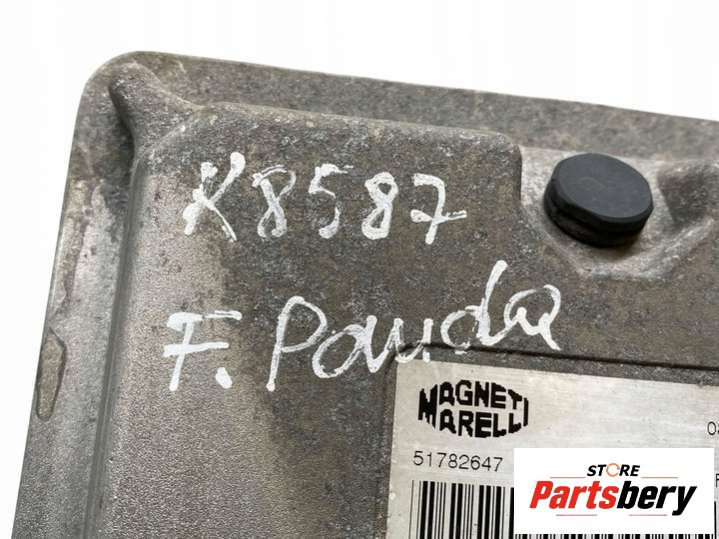 X8587
F. Panda
MAGNETI
MARELLI
51782647
STORE
Partsbery